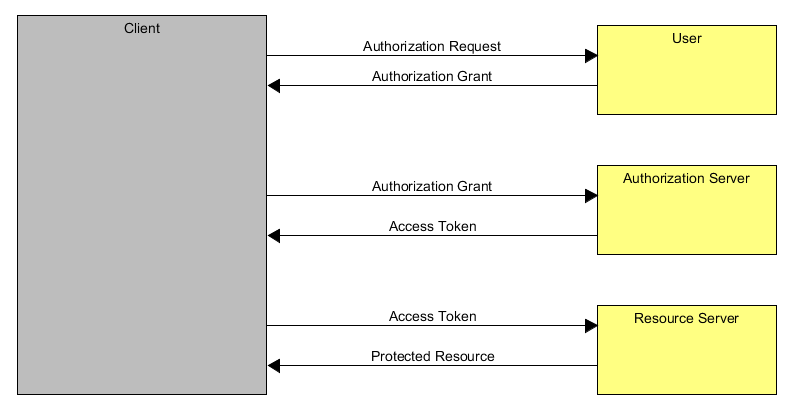 Client
User
Authorization Request
Authorization Grant
Authorization Server
Authorization Grant
Access Token
Resource Server
Access Token
Protected Resource